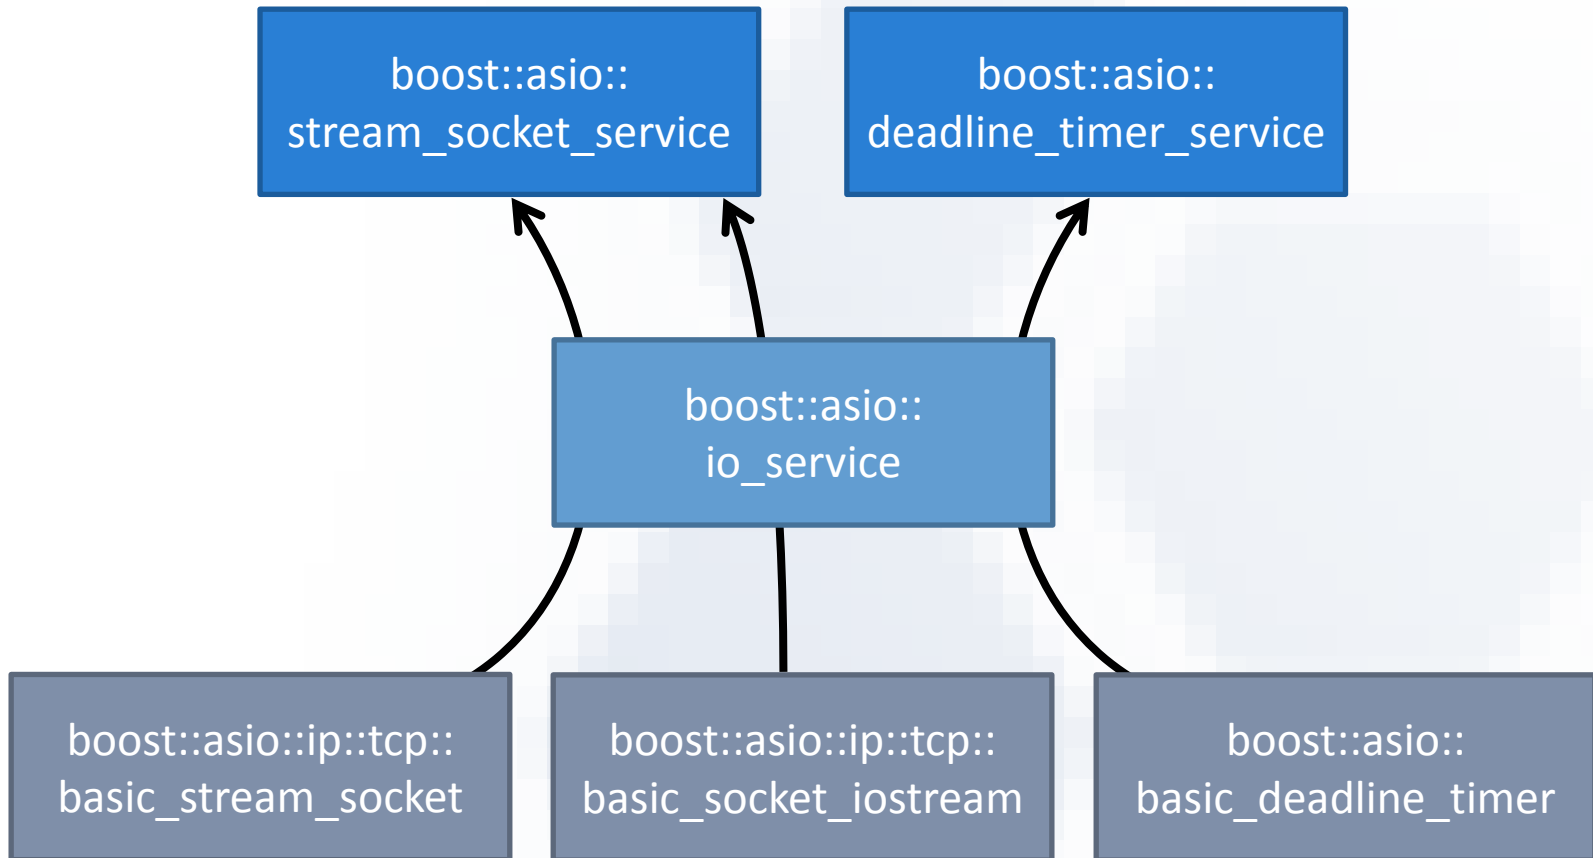 boost::asio::
stream_socket_service
boost::asio::
deadline_timer_service
boost::asio::
io_service
boost::asio::ip::tcp::
basic_stream_socket
boost::asio::ip::tcp::
basic_socket_iostream
boost::asio::
basic_deadline_timer